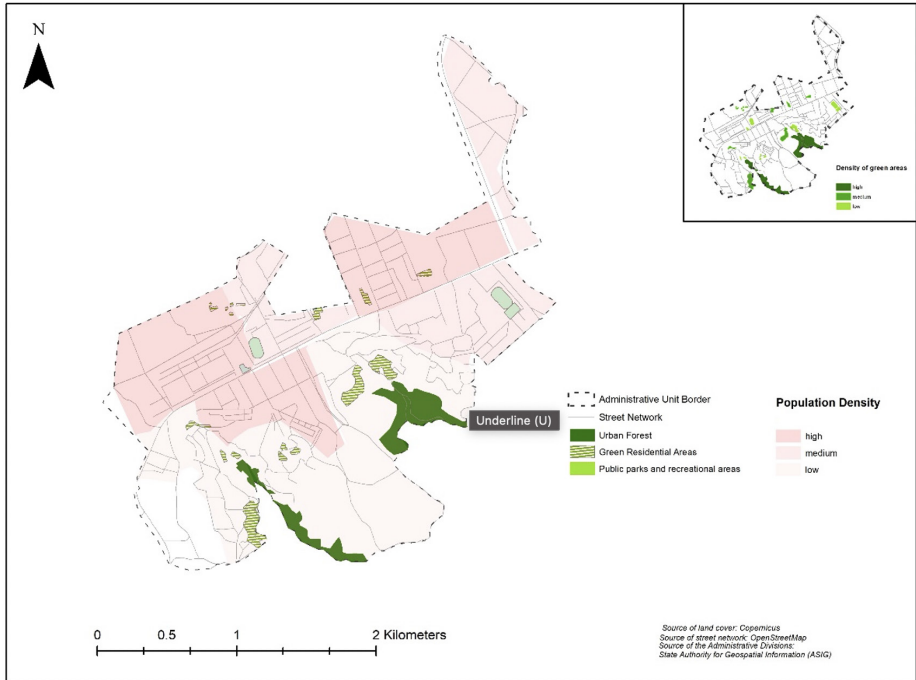 N
Density of green areas
high
medium
low
Administrative Unit Border
Street Network
Urban Forest
Green Residential Areas
Public parks and recreational areas
Underline (U)
Population Density
high
medium
low
0 0.5 1 2 Kilometers
Source of land cover: Copernicus
Source of street network: OpenStreetMap
Source of the Administrative Divisions:
State Authority for Geospatial Information (ASIG)